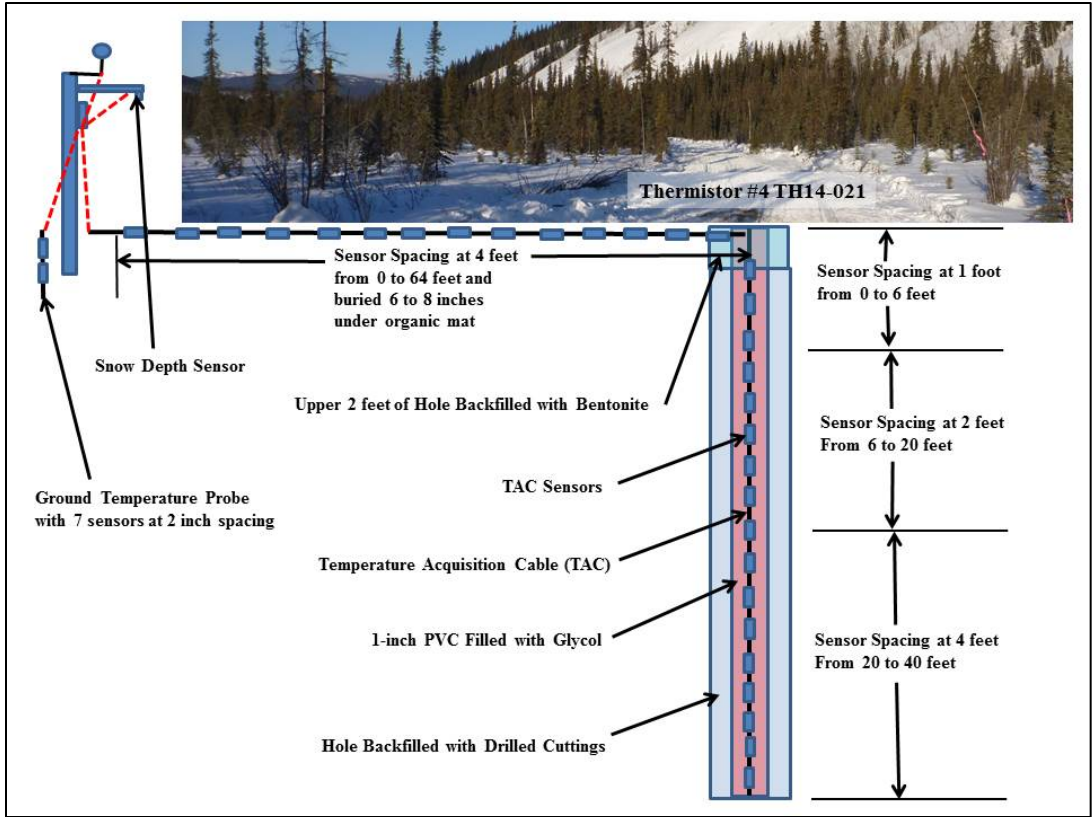 Thermistor #4 TH14-021
Sensor Spacing at 4 feet
from 0 to 64 feet and
buried 6 to 8 inches
under organic mat
Sensor Spacing at 1 foot
from 0 to 6 feet
Snow Depth Sensor
Upper 2 feet of Hole Backfilled with Bentonite
Sensor Spacing at 2 feet
From 6 to 20 feet
TAC Sensors
Ground Temperature Probe
with 7 sensors at 2 inch spacing
Temperature Acquisition Cable (TAC)
1-inch PVC Filled with Glycol
Sensor Spacing at 4 feet
From 20 to 40 feet
Hole Backfilled with Drilled Cuttings